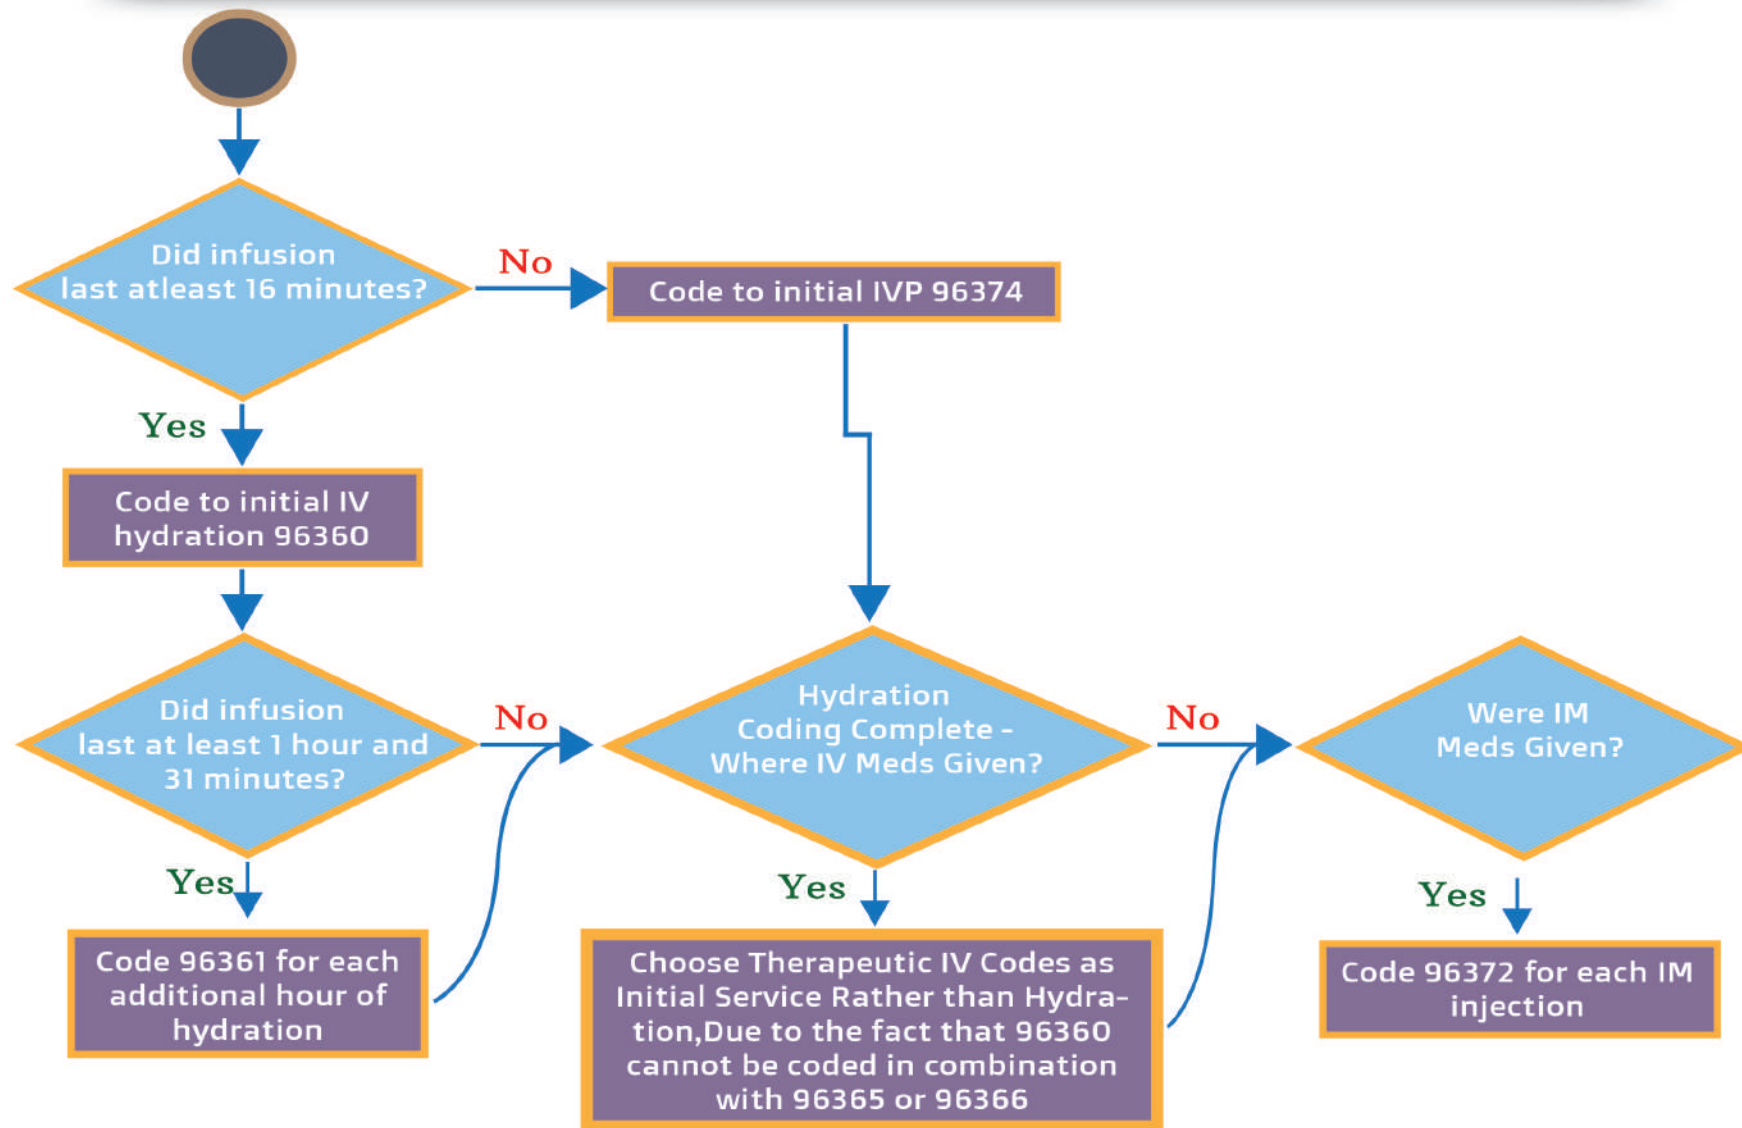 Did infusion
last atleast 16 minutes?
No
Code to initial IVP 96374
Yes
Code to initial IV
hydration 96360
Did infusion
last at least 1 hour and
31 minutes?
No
Hydration
Coding Complete -
Where IV Meds Given?
No
Were IM
Meds Given?
Yes
Code 96361 for each
additional hour of
hydration
Yes
Choose Therapeutic IV Codes as
Initial Service Rather than Hydra-
tion,Due to the fact that 96360
cannot be coded in combination
with 96365 or 96366
Yes
Code 96372 for each IM
injection